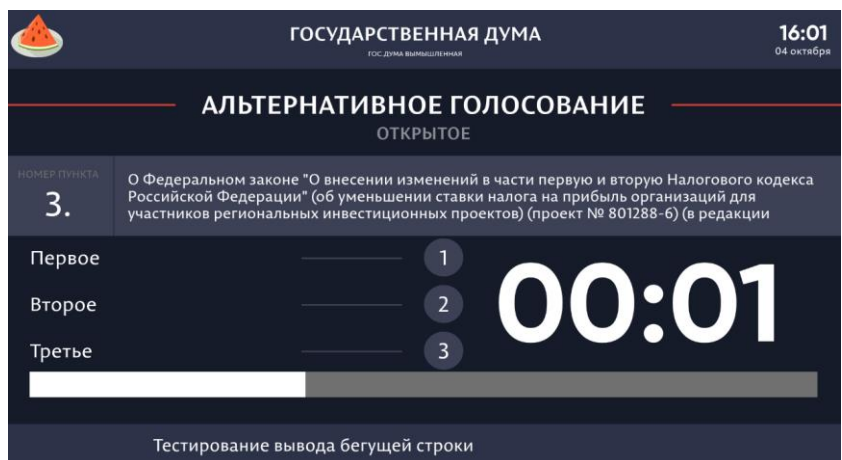 ГОСУДАРСТВЕННАЯ ДУМА
ГОС.ДУМА ВЫМЫШЛЕННАЯ
16:01
04 октября
АЛЬТЕРНАТИВНОЕ ГОЛОСОВАНИЕ
ОТКРЫТОЕ
НОМЕР ПУНКТА
3.
О Федеральном законе "О внесении изменений в части первую и вторую Налогового кодекса
Российской Федерации" (об уменьшении ставки налога на прибыль организаций для
участников региональных инвестиционных проектов) (проект № 801288-6) (в редакции
Первое 1
Второе 2
Третье 3
00:01
Тестирование вывода бегущей строки